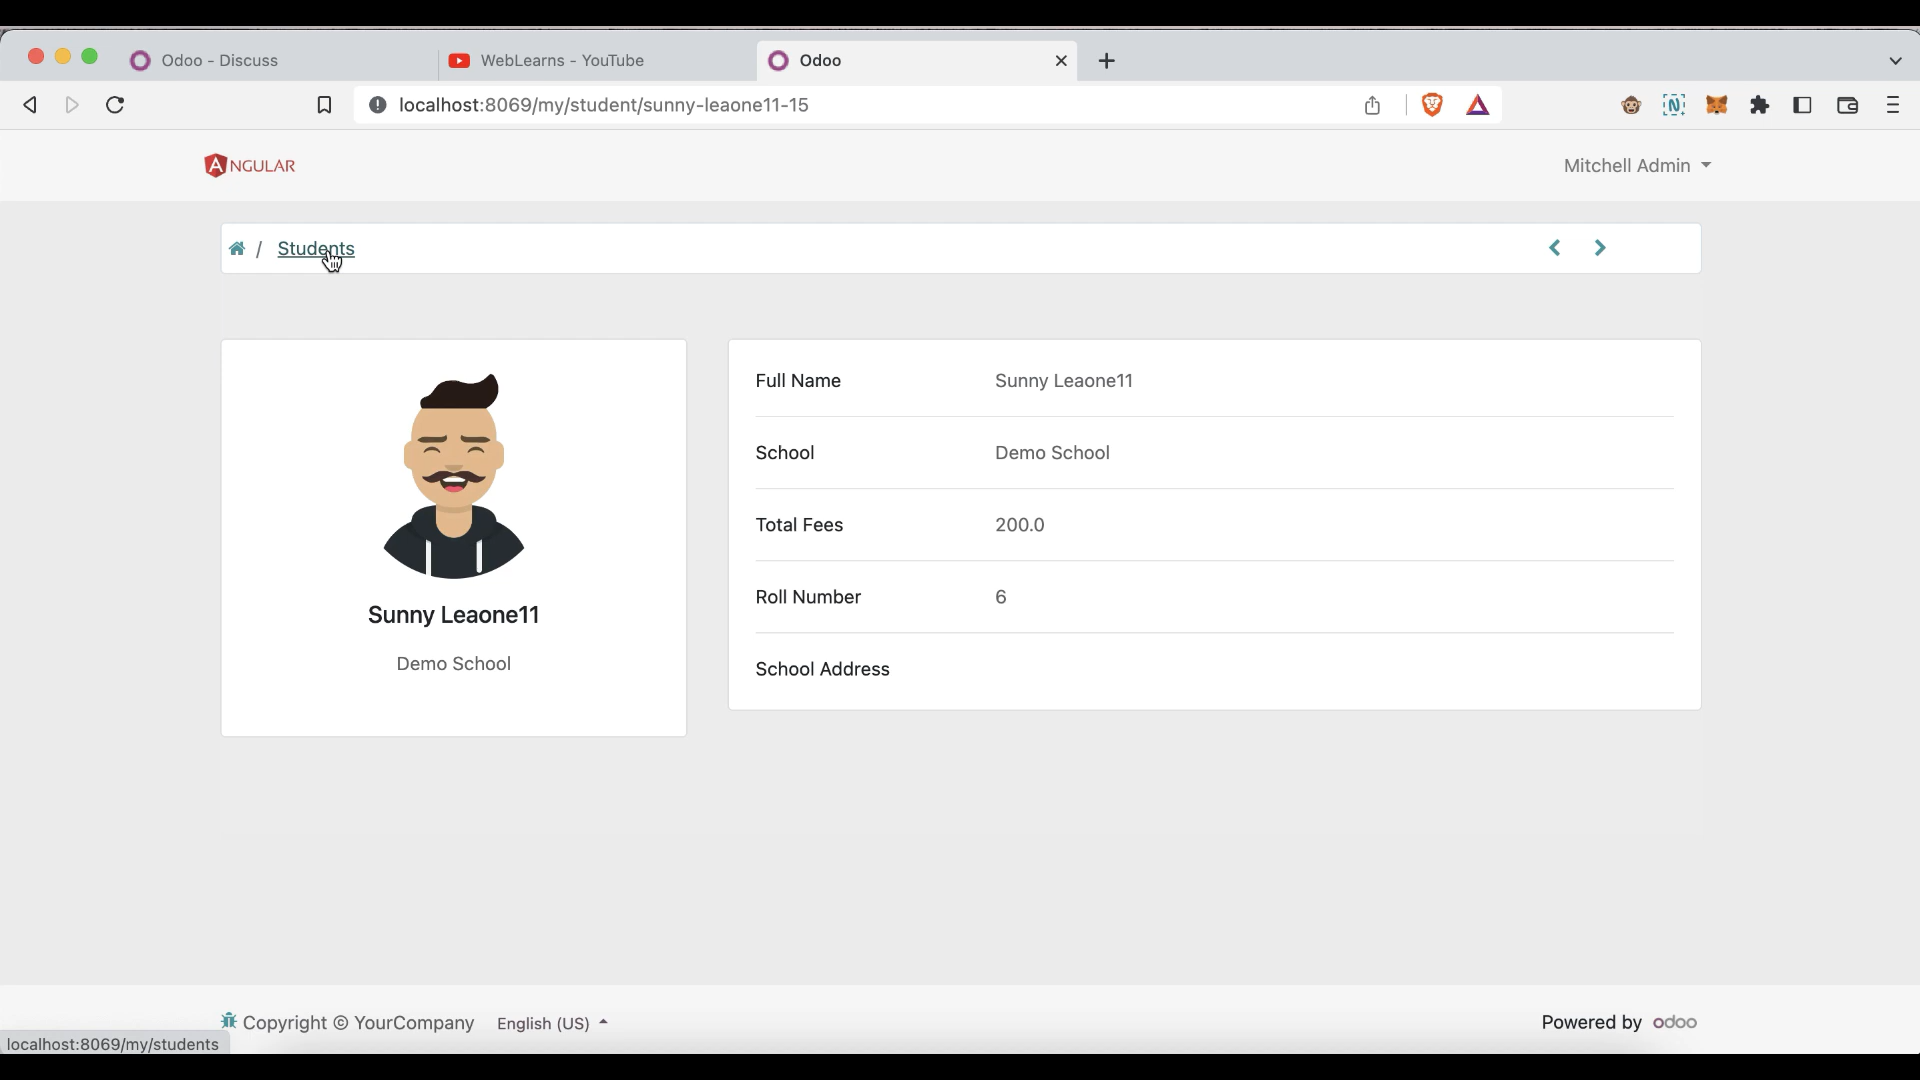 Odoo - Discuss
WebLearns - YouTube
Odoo
localhost:8069/my/student/sunny-leaone11-15
ANGULAR
Mitchell Admin
/ Students
Full Name Sunny Leaone11
School Demo School
Total Fees 200.0
Roll Number 6
School Address
Sunny Leaone11
Demo School
Copyright © YourCompany English (US)
Powered by odoo
localhost:8069/my/students